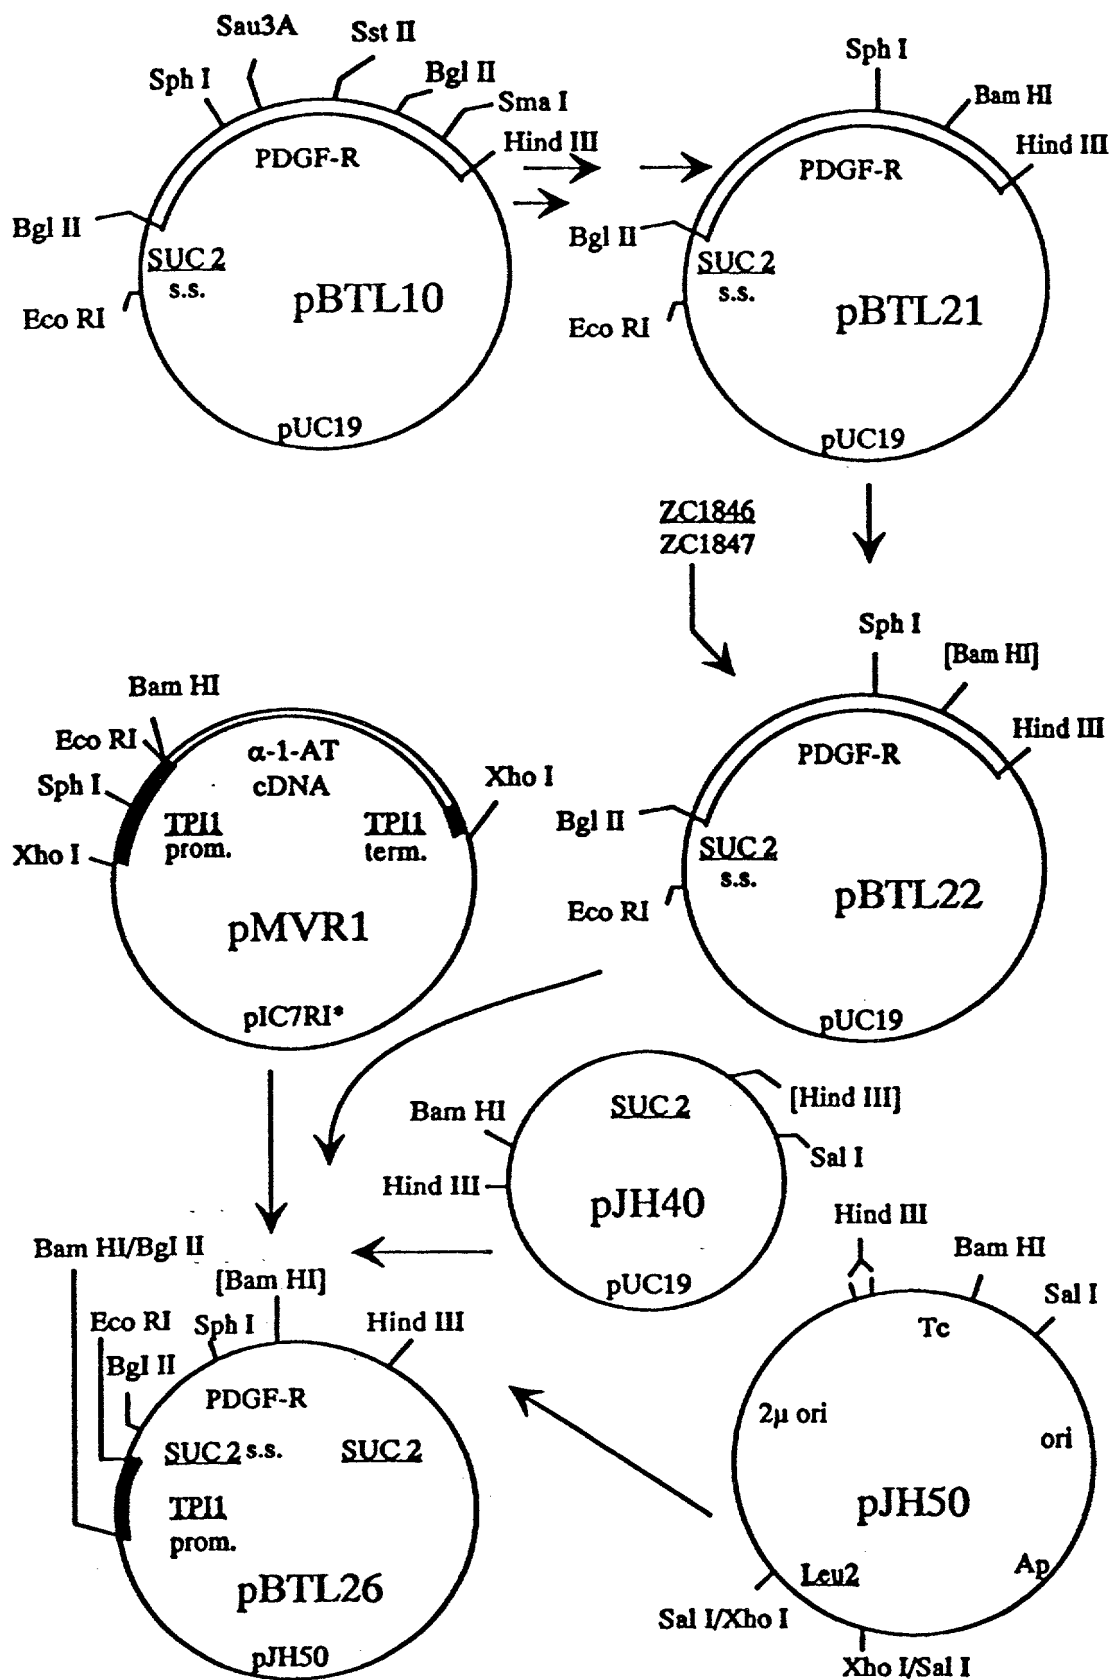 Sau3A
Sst II
Sph I
Bgl II
Sma I
Hind III
PDGF-R
Bgl II
SUC 2
s.s.
pBTL10
Eco RI
pUC19
Sph I
Bam HI
Hind III
PDGF-R
Bgl II
SUC 2
s.s.
pBTL21
Eco RI
pUC19
ZC1846
ZC1847
Sph I
[Bam HI]
Hind III
PDGF-R
Bgl II
SUC 2
s.s.
pBTL22
Eco RI
pUC19
Bam HI
Eco RI
Sph I
Xho I
α-1-AT
cDNA
Xho I
TPI1
prom.
TPI1
term.
pMVR1
pIC7RI*
Bam HI
SUC 2
[Hind III]
Sal I
Hind III
pJH40
pUC19
Hind III
Bam HI
Sal I
Tc
2μ ori
ori
pJH50
Leu2
Ap
Sal I/Xho I
Xho I/Sal I
Bam HI/Bgl II
[Bam HI]
Eco RI
Sph I
Hind III
Bgl II
PDGF-R
SUC 2 s.s.
SUC 2
TPI1
prom.
pBTL26
pJH50